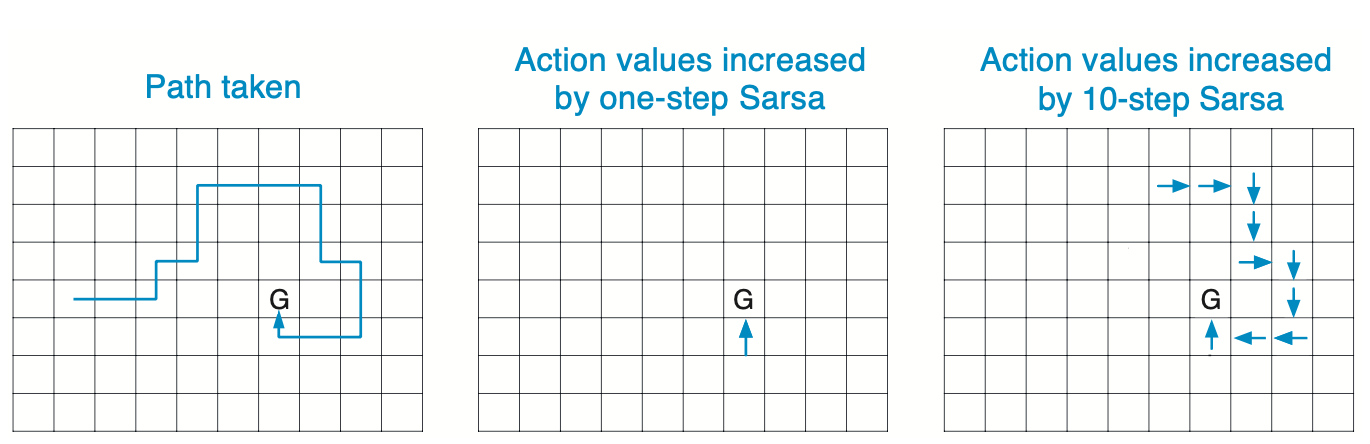 Path taken
Action values increased
by one-step Sarsa
Action values increased
by 10-step Sarsa
G
G
G